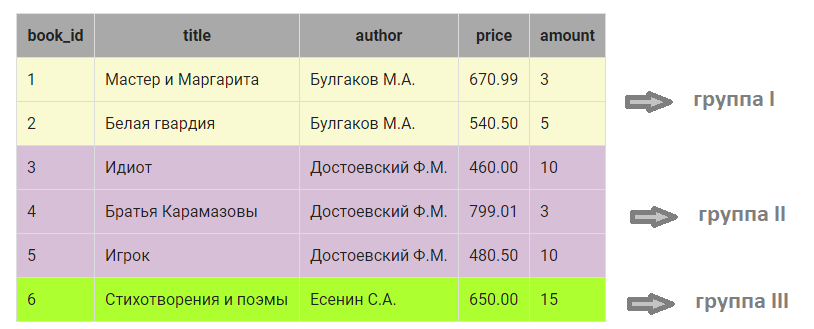 book_id title author price amount
1 Мастер и Маргарита Булгаков М.А. 670.99 3
группа I
2 Белая гвардия Булгаков М.А. 540.50 5
3 Идиот Достоевский Ф.М. 460.00 10
4 Братья Карамазовы Достоевский Ф.М. 799.01 3
группа II
5 Игрок Достоевский Ф.М. 480.50 10
6 Стихотворения и поэмы Есенин С.А. 650.00 15
группа III